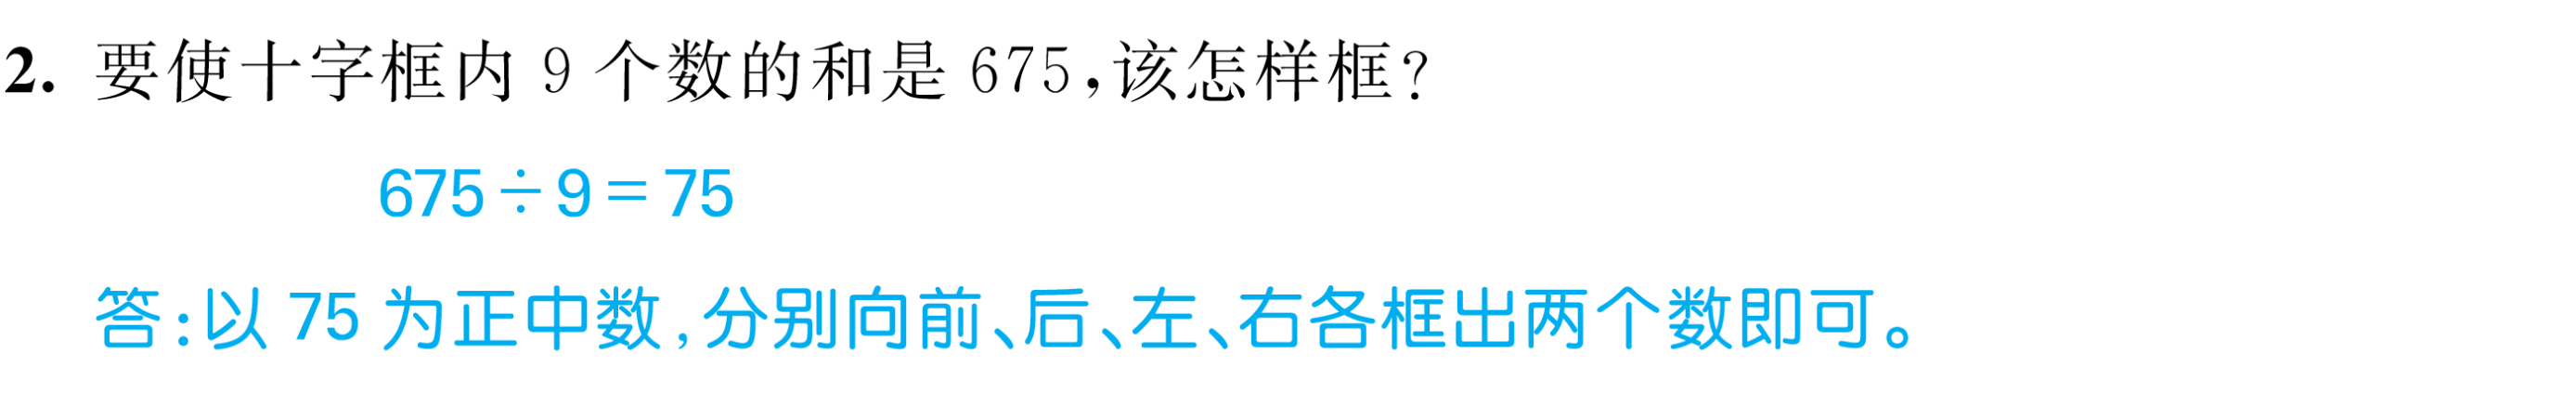 2. 要使十字框内 9 个数的和是 675,该怎样框?
675÷9=75
答:以 75 为正中数,分别向前、后、左、右各框出两个数即可。